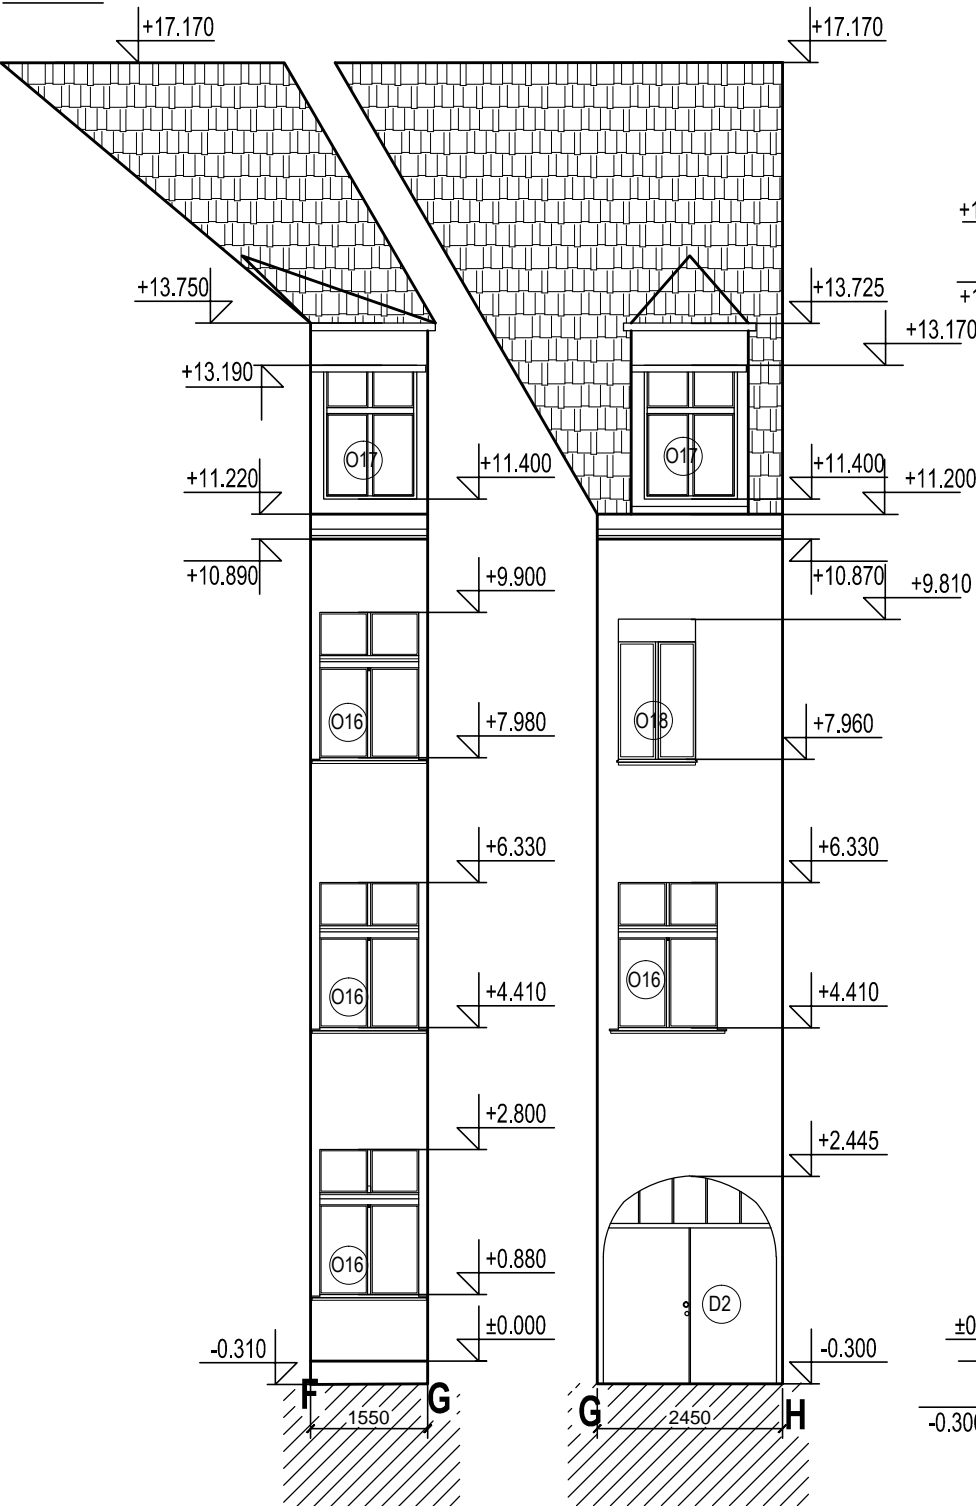 +17.170
+17.170
+13.750
+13.725
+13.170
+13.190
O17
O17
+11.400
+11.400
+11.220
+11.200
+10.890
+10.870
+9.900
+9.810
O16
O18
+7.980
+7.960
+6.330
+6.330
O16
O16
+4.410
+4.410
+2.800
+2.445
O16
+0.880
D2
±0.000
-0.310
-0.300
-0.300
F
G
G
H
1550
2450